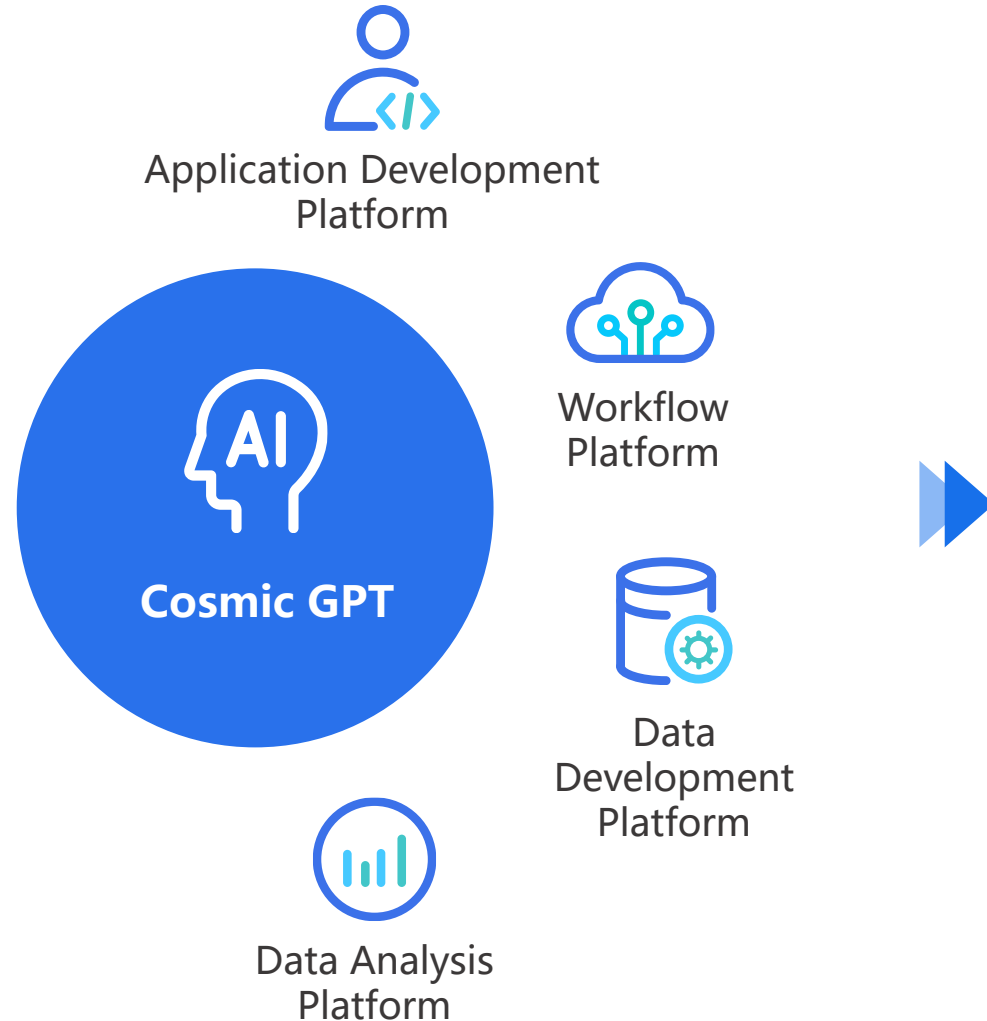 Application Development
Platform
Workflow
Platform
AI
Cosmic GPT
Data
Development
Platform
Data Analysis
Platform